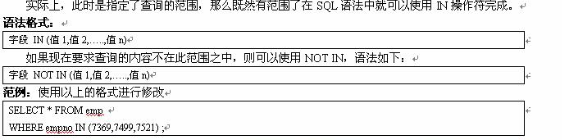 实际上，此时是指定了查询的范围，那么既然有范围了在 SQL 语法中就可以使用 IN 操作符完成。
语法格式：
字段 IN (值 1,值 2,…..,值 n)
如果现在要求查询的内容不在此范围之中，则可以使用 NOT IN，语法如下：
字段 NOT IN (值 1,值 2,…..,值 n)
范例：使用以上的格式进行修改
SELECT * FROM emp
WHERE empno IN (7369,7499,7521) ;